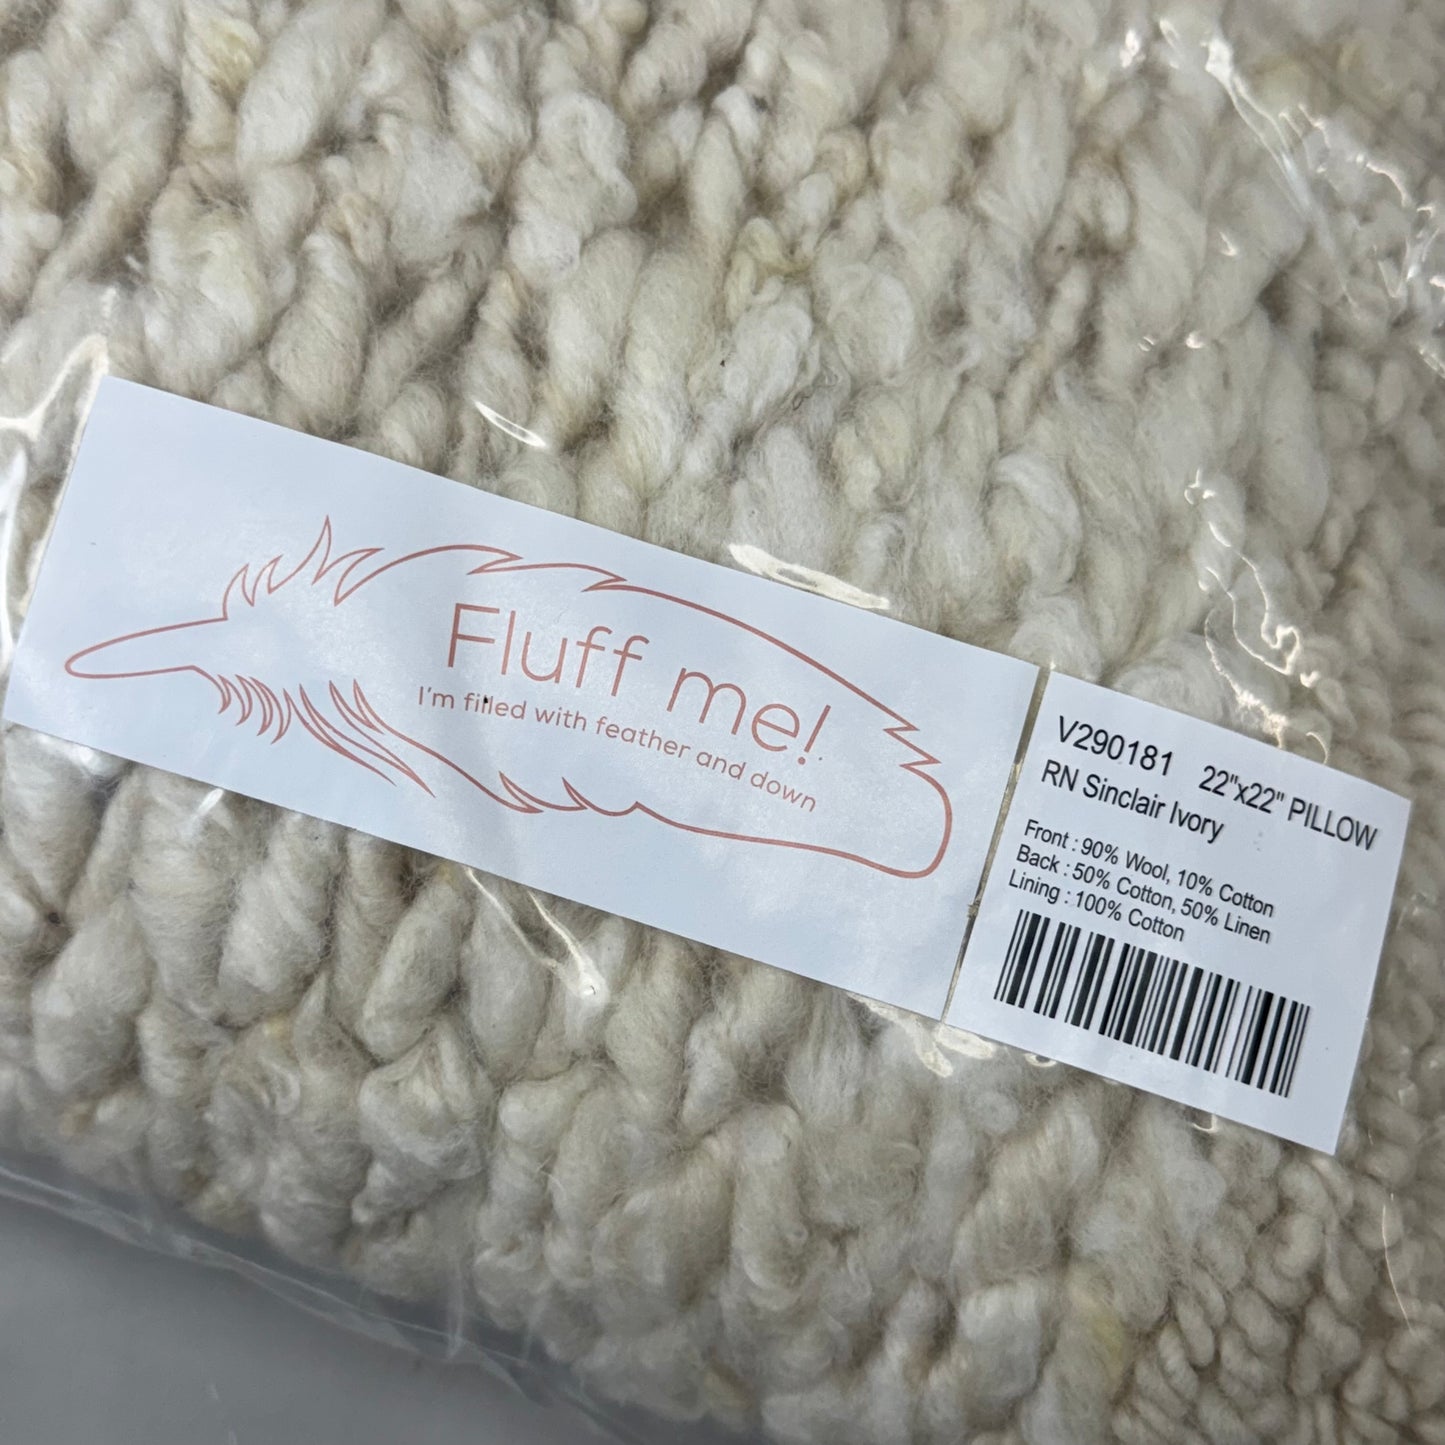 Fluff me!
I'm filled with feather and down
V290181 22"x22" PILLOW
RN Sinclair Ivory
Front : 90% Wool, 10% Cotton
Back : 50% Cotton, 50% Linen
Lining : 100% Cotton